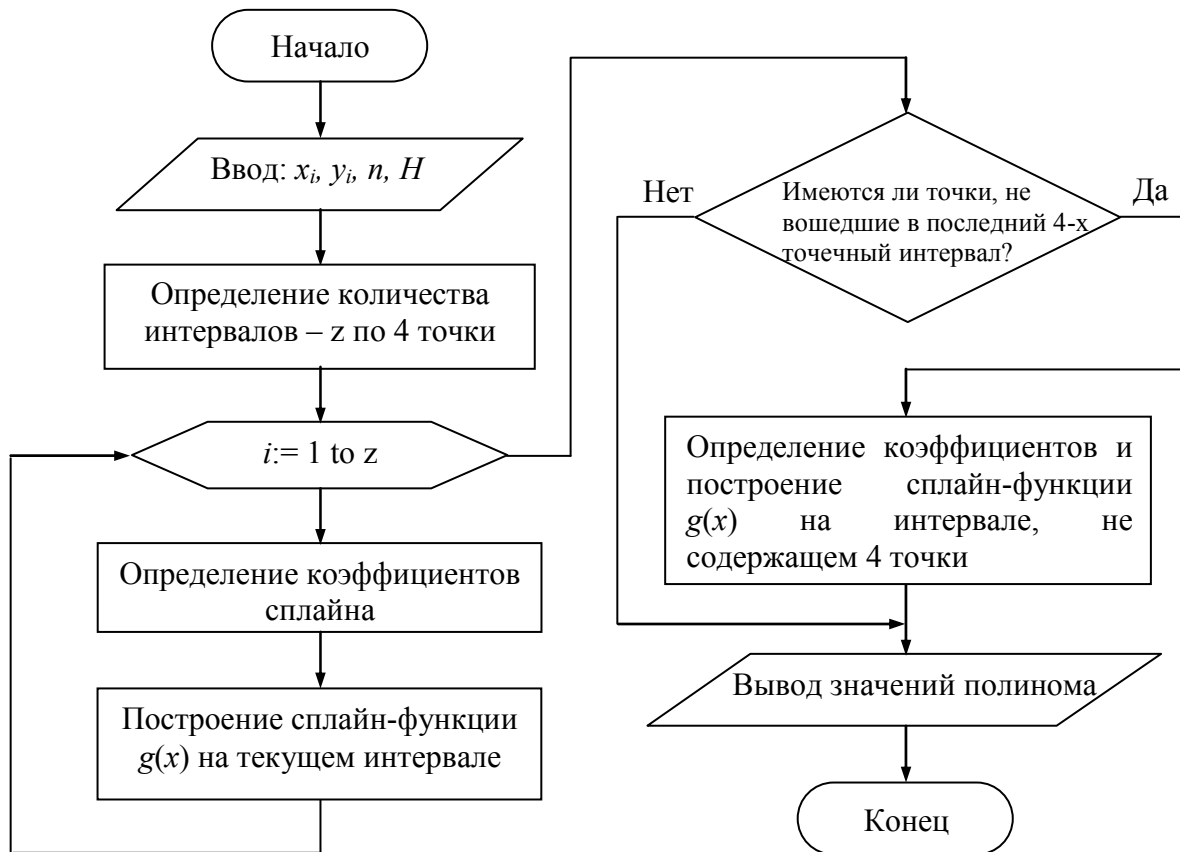 Начало
Ввод: xᵢ, yᵢ, n, H
Определение количества
интервалов – z по 4 точки
i:= 1 to z
Определение коэффициентов
сплайна
Построение сплайн-функции
g(x) на текущем интервале
Имеются ли точки, не
вошедшие в последний 4-х
точечный интервал?
Нет
Да
Определение коэффициентов и
построение сплайн-функции
g(x) на интервале, не
содержащем 4 точки
Вывод значений полинома
Конец